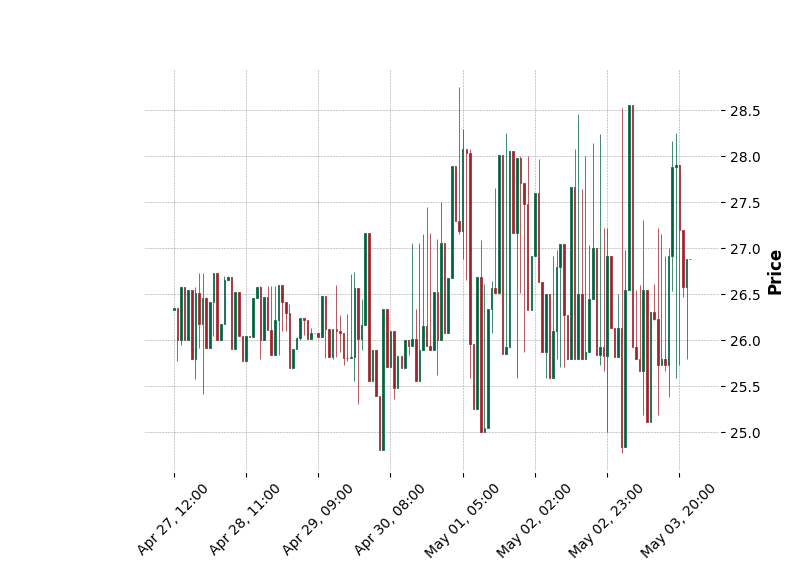 28.5
28.0
27.5
27.0
26.5
26.0
25.5
25.0
Price
Apr 27, 12:00
Apr 28, 11:00
Apr 29, 09:00
Apr 30, 08:00
May 01, 05:00
May 02, 02:00
May 02, 23:00
May 03, 20:00